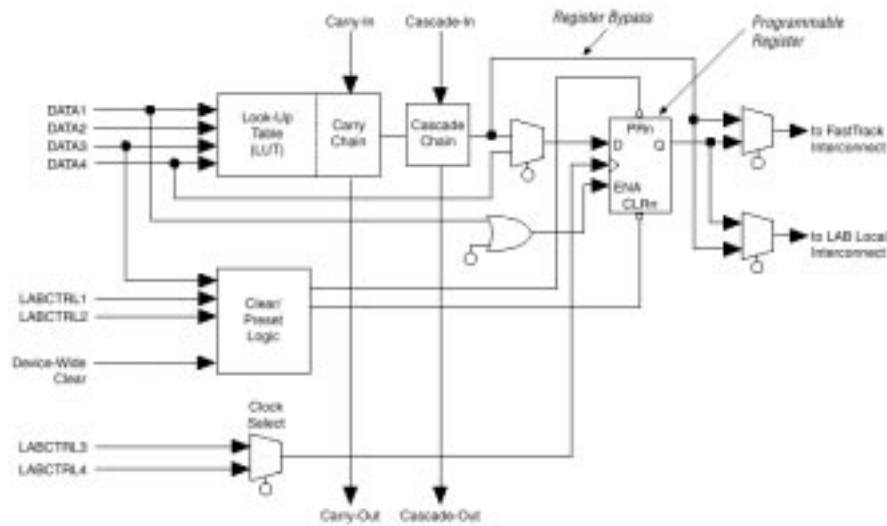 Carry-In
Cascade-In
Register Bypass
Programmable
Register
DATA1
DATA2
DATA3
DATA4
Look-Up
Table
(LUT)
Carry
Chain
Cascade
Chain
PRn
D
Q
ENA
CLRn
to FastTrack
Interconnect
to LAB Local
Interconnect
LABCTRL1
LABCTRL2
Clear/
Preset
Logic
Device-Wide
Clear
Clock
Select
LABCTRL3
LABCTRL4
Carry-Out
Cascade-Out